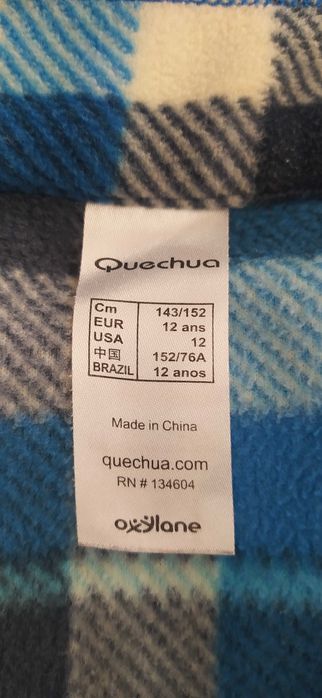 Quechua
Cm 143/152
EUR 12 ans
USA 12
中国 152/76A
BRAZIL 12 anos
Made in China
quechua.com
RN # 134604
oxylane